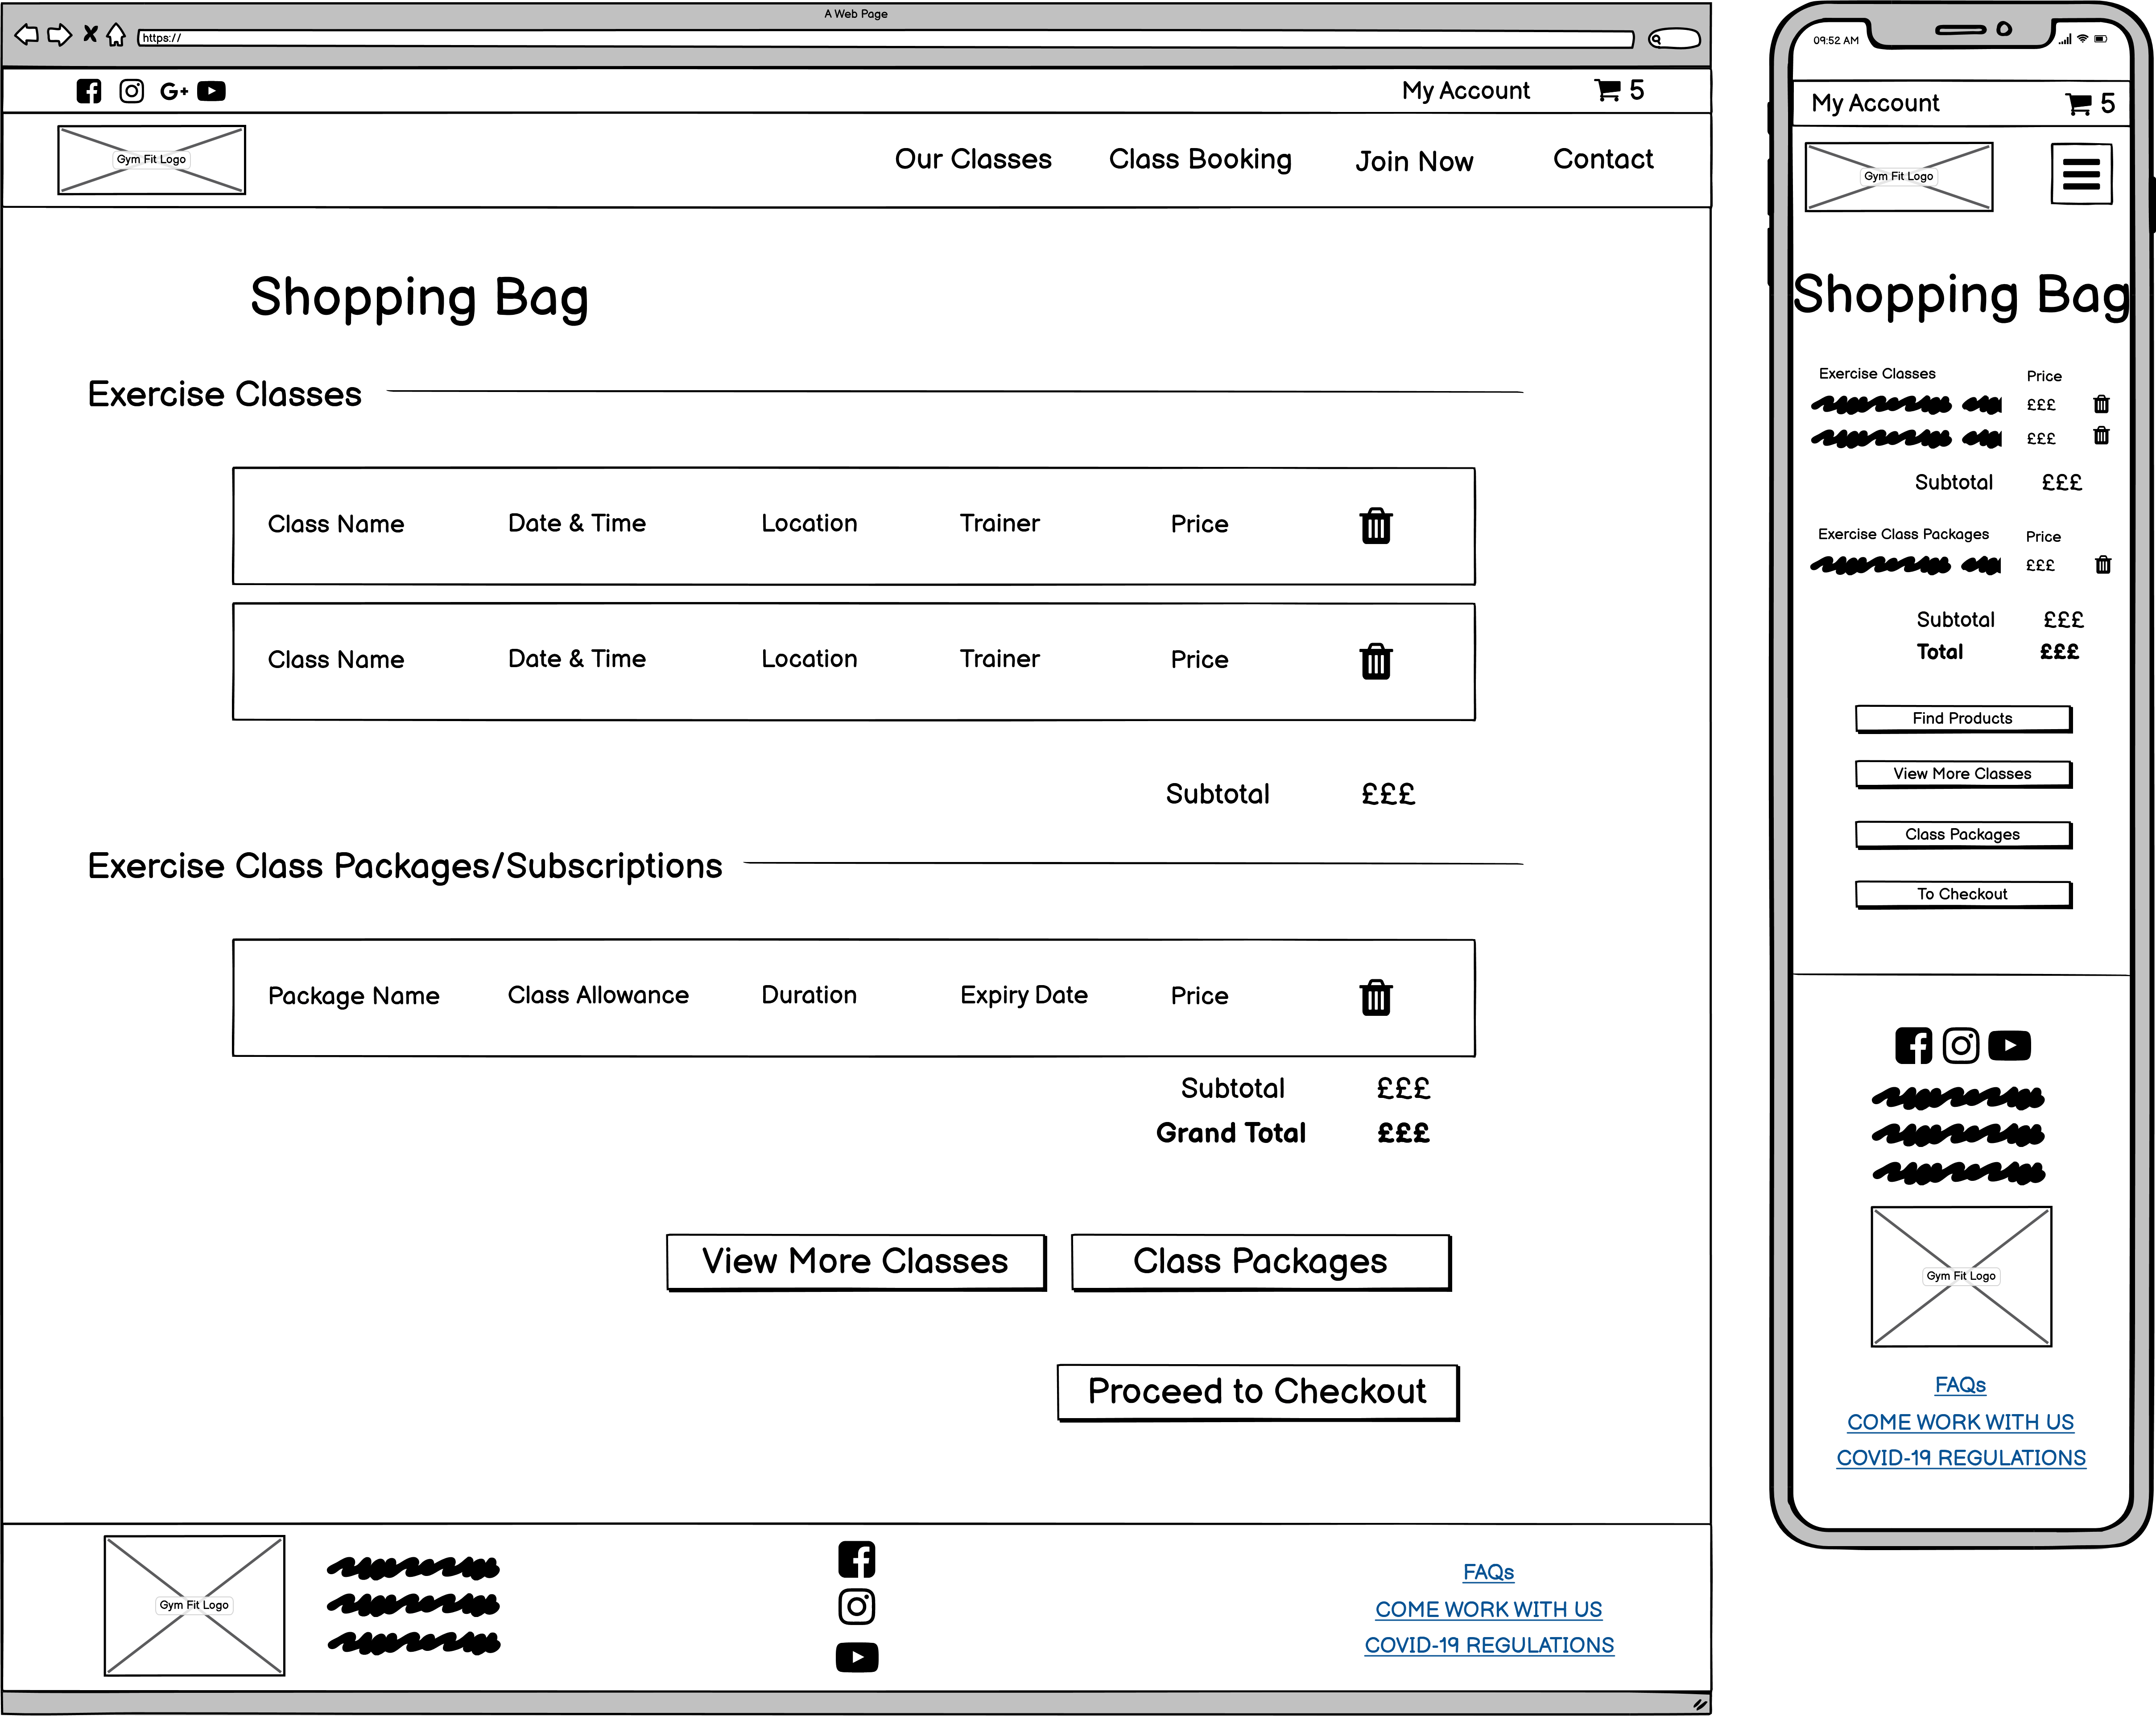 A Web Page
https://
My Account 5
Gym Fit Logo
Our Classes Class Booking Join Now Contact
Shopping Bag
Exercise Classes
Class Name Date & Time Location Trainer Price
Class Name Date & Time Location Trainer Price
Subtotal £££
Exercise Class Packages/Subscriptions
Package Name Class Allowance Duration Expiry Date Price
Subtotal £££
Grand Total £££
View More Classes Class Packages
Proceed to Checkout
Gym Fit Logo
FAQs
COME WORK WITH US
COVID-19 REGULATIONS
09:52 AM
My Account 5
Gym Fit Logo
Shopping Bag
Exercise Classes Price
£££
£££
Subtotal £££
Exercise Class Packages Price
£££
Subtotal £££
Total £££
Find Products
View More Classes
Class Packages
To Checkout
Gym Fit Logo
FAQs
COME WORK WITH US
COVID-19 REGULATIONS